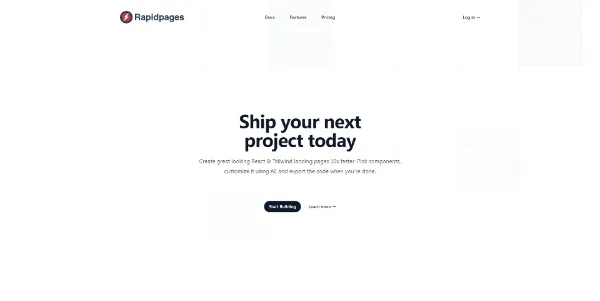 Rapidpages
Docs Features Pricing
Log in →
Ship your next
project today
Create great looking React & Tailwind landing pages 10x faster. Pick components,
customize it using AI, and export the code when you're done.
Start Building Learn more →